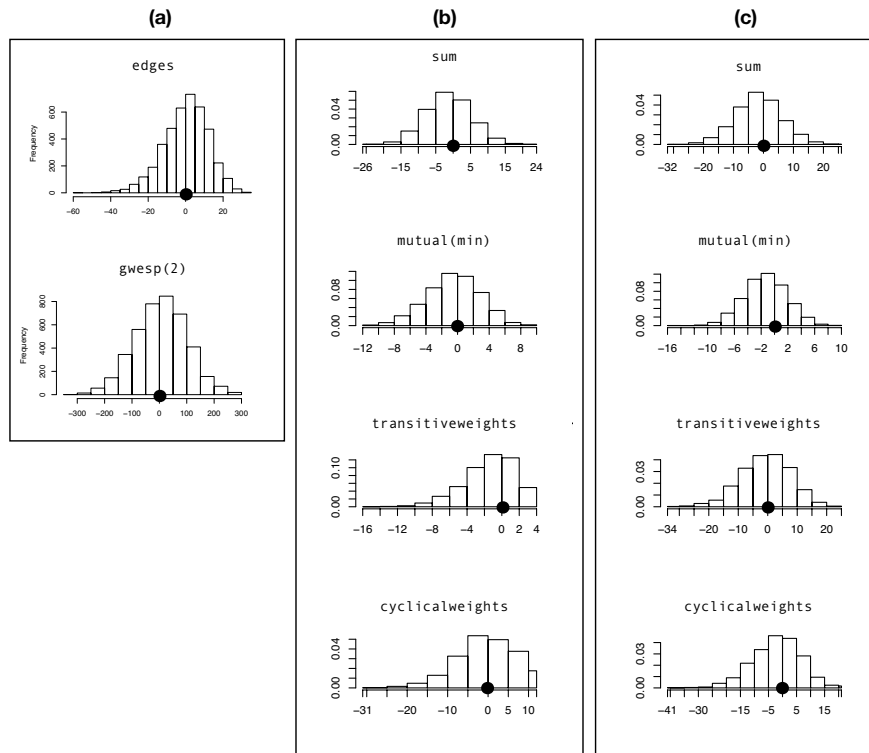 (a)
edges
Frequency
600
400
200
0
−60 −40 −20 0 20
gwesp(2)
Frequency
800
600
400
200
0
−300 −200 −100 0 100 200 300
(b)
sum
0.04
0.00
−26 −15 −5 5 15 24
mutual(min)
0.08
0.00
−12 −8 −4 0 4 8
transitiveweights
0.10
0.00
−16 −12 −8 −4 0 2 4
cyclicalweights
0.04
0.00
−31 −20 −10 0 5 10
(c)
sum
0.04
0.00
−32 −20 −10 0 10 20
mutual(min)
0.08
0.00
−16 −10 −6 −2 2 6 10
transitiveweights
0.03
0.00
−34 −20 −10 0 10 20
cyclicalweights
0.03
0.00
−41 −30 −15 −5 5 15